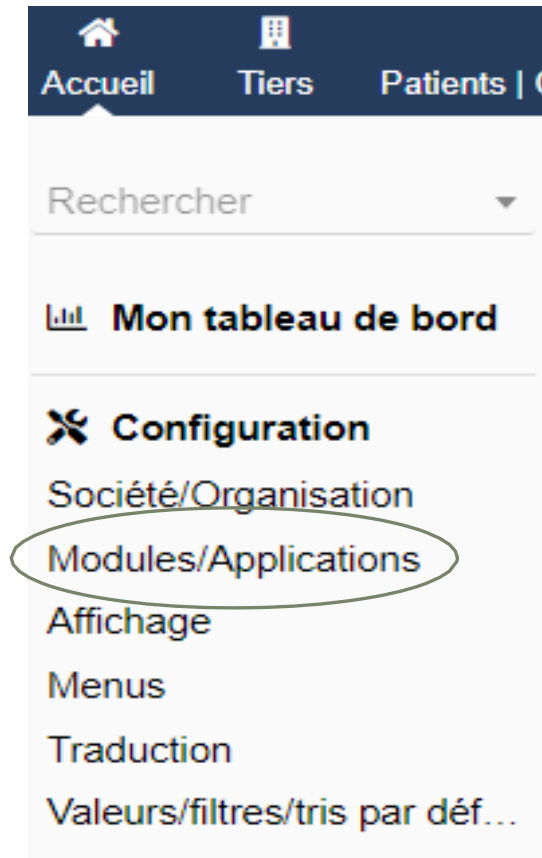 Accueil Tiers Patients |
Rechercher
Mon tableau de bord
Configuration
Société/Organisation
Modules/Applications
Affichage
Menus
Traduction
Valeurs/filtres/tris par déf...